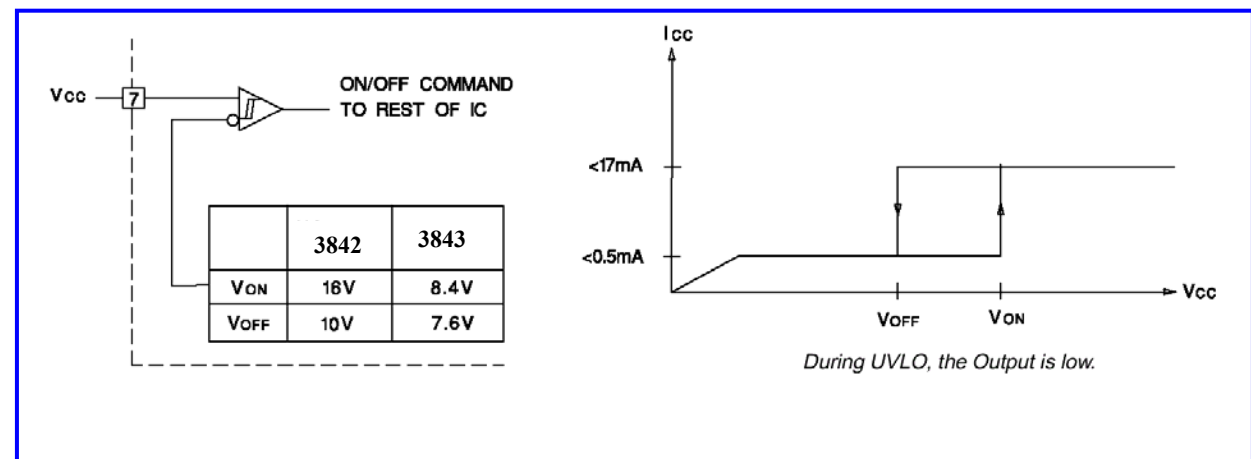 Vcc
7
ON/OFF COMMAND
TO REST OF IC
3842 3843
VON 16V 8.4V
VOFF 10V 7.6V
Icc
<17mA
<0.5mA
VOFF VON
Vcc
During UVLO, the Output is low.